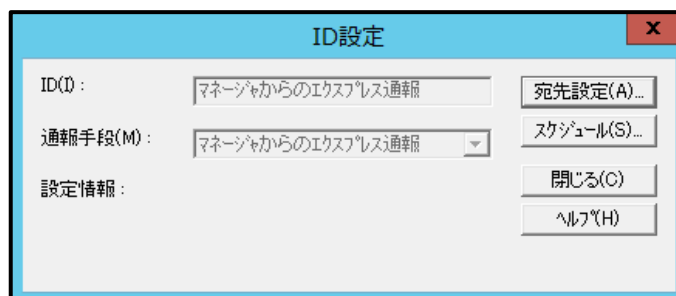 ID設定
x
ID(I) :
マネージャからのエクスプレス通報
宛先設定(A)...
通報手段(M) :
マネージャからのエクスプレス通報
スケジュール(S)...
設定情報 :
閉じる(C)
ヘルプ(H)